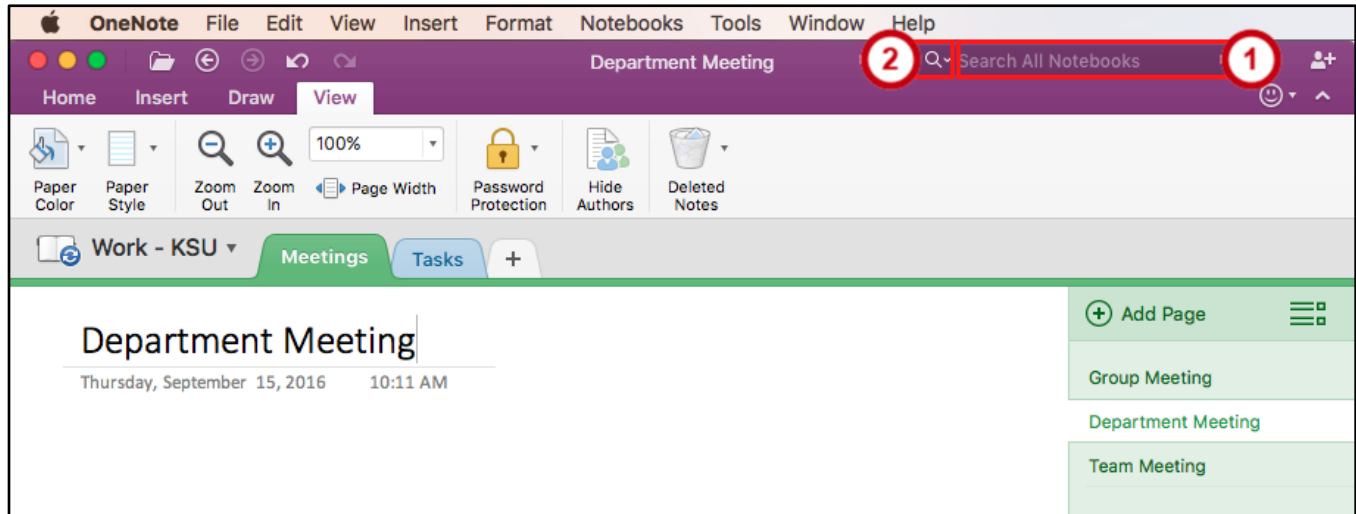 OneNote File Edit View Insert Format Notebooks Tools Window Help
Department Meeting 2 Search All Notebooks 1
Home Insert Draw View
100%
Page Width
Paper Color
Paper Style
Zoom Out
Zoom In
Password Protection
Hide Authors
Deleted Notes
Work - KSU Meetings Tasks +
Add Page
Department Meeting
Thursday, September 15, 2016 10:11 AM
Group Meeting
Department Meeting
Team Meeting